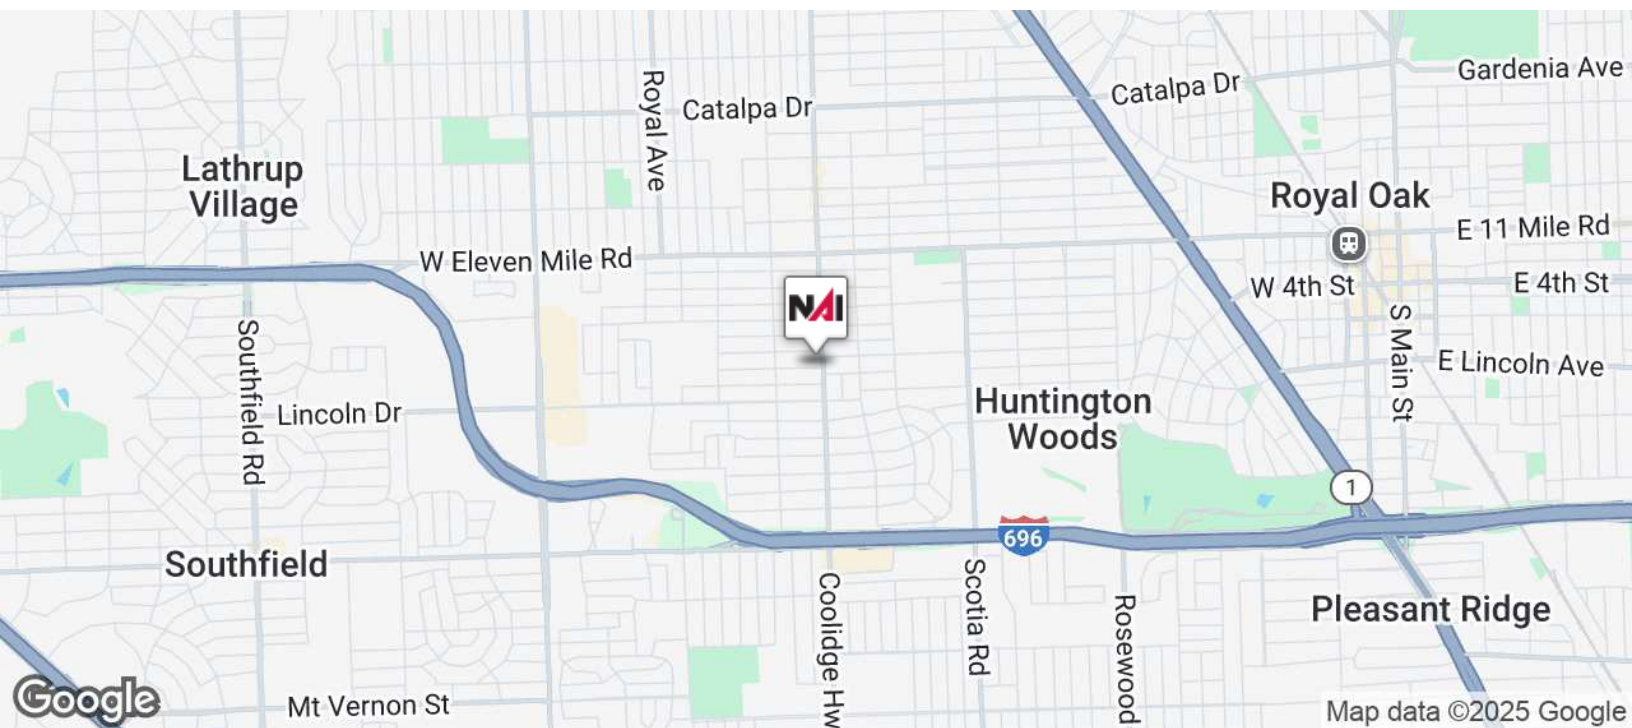 Gardenia Ave
Catalpa Dr
Royal Ave
Catalpa Dr
Lathrup
Village
Royal Oak
E 11 Mile Rd
W Eleven Mile Rd
W 4th St
E 4th St
NAI
S Main St
Southfield Rd
E Lincoln Ave
Lincoln Dr
Huntington
Woods
1
696
Southfield
Coolidge Hw
Scotia Rd
Rosewood
Pleasant Ridge
Google
Mt Vernon St
Map data ©2025 Google